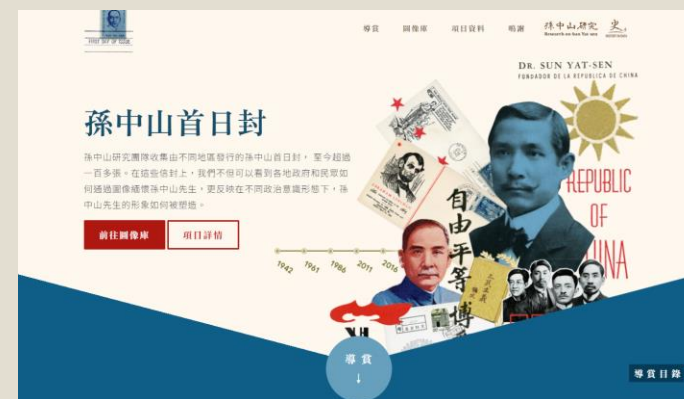 FIRST DAY OF ISSUE
導賞
圖像庫
項目資料
鳴謝
孫中山研究
Research on Sun Yat-sen
史
DR. SUN YAT-SEN
FUNDADOR DE LA REPUBLICA DE CHINA
孫中山首日封
孫中山研究團隊收集由不同地區發行的孫中山首日封，至今超過
一百多張。在這些信封上，我們不但可以看到各地政府和民眾如
何通過圖像緬懷孫中山先生、更反映在不同政治意識形態下，孫
中山先生的形象如何被塑造。
前往圖像庫
項目詳情
REPUBLIC
OF
自由平等 博
1942
1961
1986
2011
2016
導賞
↓
導賞目錄